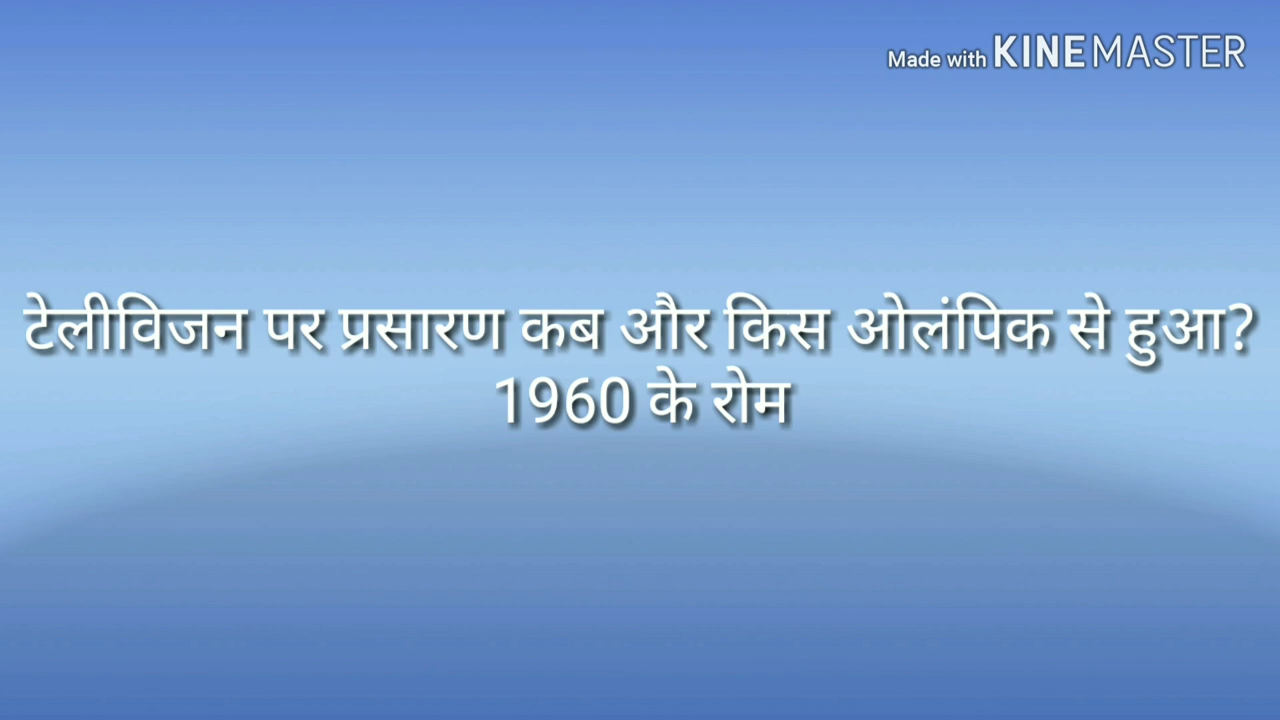 Made with KINEMASTER
टेलीविजन पर प्रसारण कब और किस ओलंपिक से हुआ?
1960 के रोम